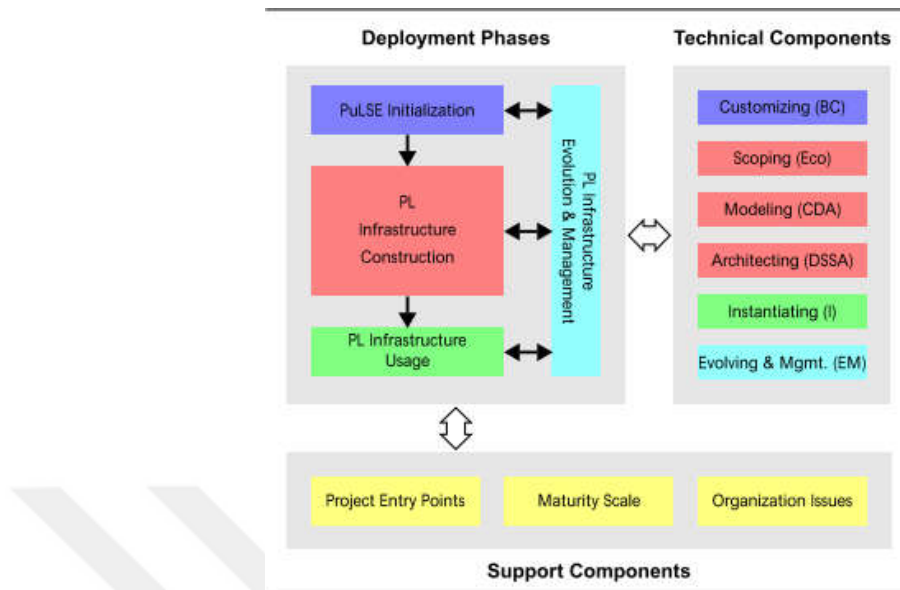 Deployment Phases
Technical Components
PuLSE Initialization
PL
Infrastructure
Construction
PL Infrastructure
Usage
PL Infrastructure
Evolution & Management
Customizing (BC)
Scoping (Eco)
Modeling (CDA)
Architecting (DSSA)
Instantiating (I)
Evolving & Mgmt. (EM)
Project Entry Points
Maturity Scale
Organization Issues
Support Components